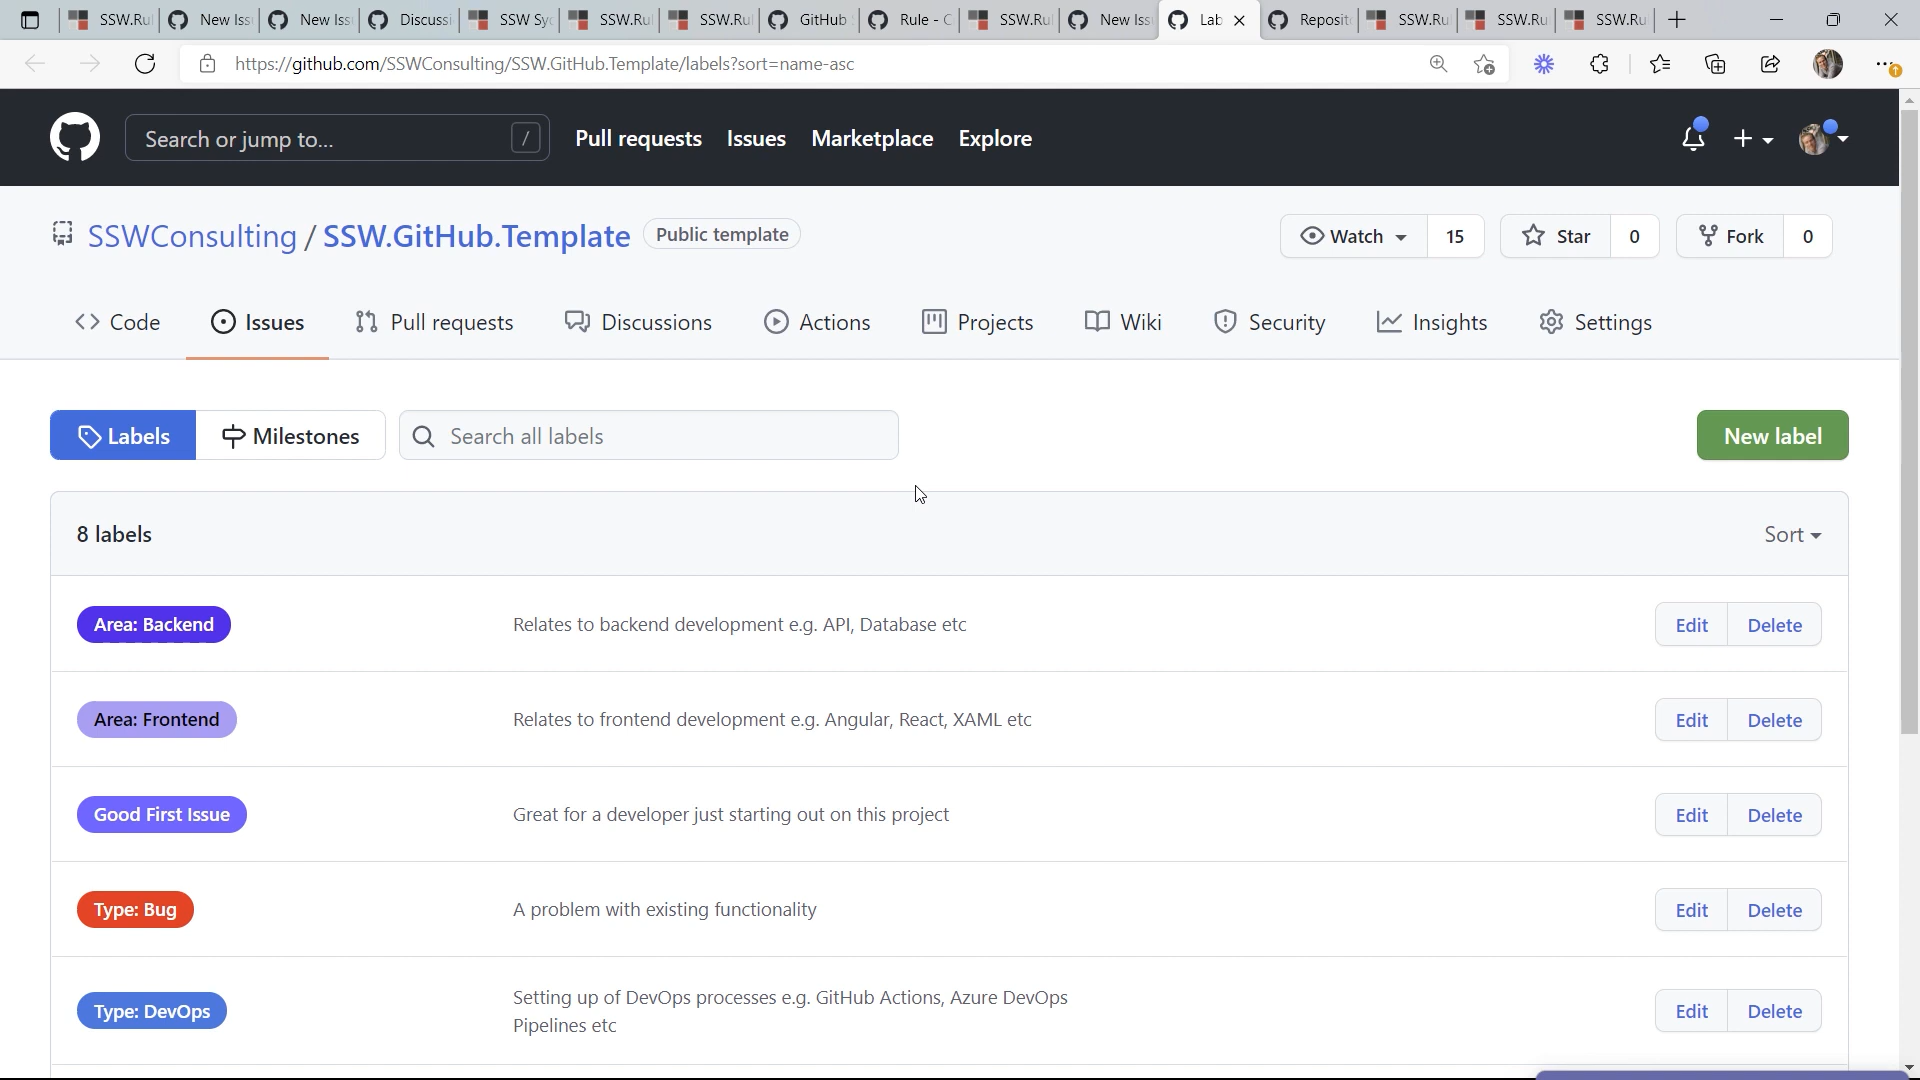 SSW.Ru
New Iss
New Iss
Discussi
SSW Sy
SSW.Ru
SSW.Ru
GitHub
Rule - C
SSW.Ru
New Iss
Lab
Reposit
SSW.Ru
SSW.Ru
SSW.Ru
https://github.com/SSWConsulting/SSW.GitHub.Template/labels?sort=name-asc
Search or jump to... /
Pull requests
Issues
Marketplace
Explore
SSWConsulting / SSW.GitHub.Template
Public template
Watch 15
Star 0
Fork 0
Code
Issues
Pull requests
Discussions
Actions
Projects
Wiki
Security
Insights
Settings
Labels
Milestones
Search all labels
New label
8 labels
Sort
Area: Backend
Relates to backend development e.g. API, Database etc
Edit
Delete
Area: Frontend
Relates to frontend development e.g. Angular, React, XAML etc
Edit
Delete
Good First Issue
Great for a developer just starting out on this project
Edit
Delete
Type: Bug
A problem with existing functionality
Edit
Delete
Type: DevOps
Setting up of DevOps processes e.g. GitHub Actions, Azure DevOps
Pipelines etc
Edit
Delete